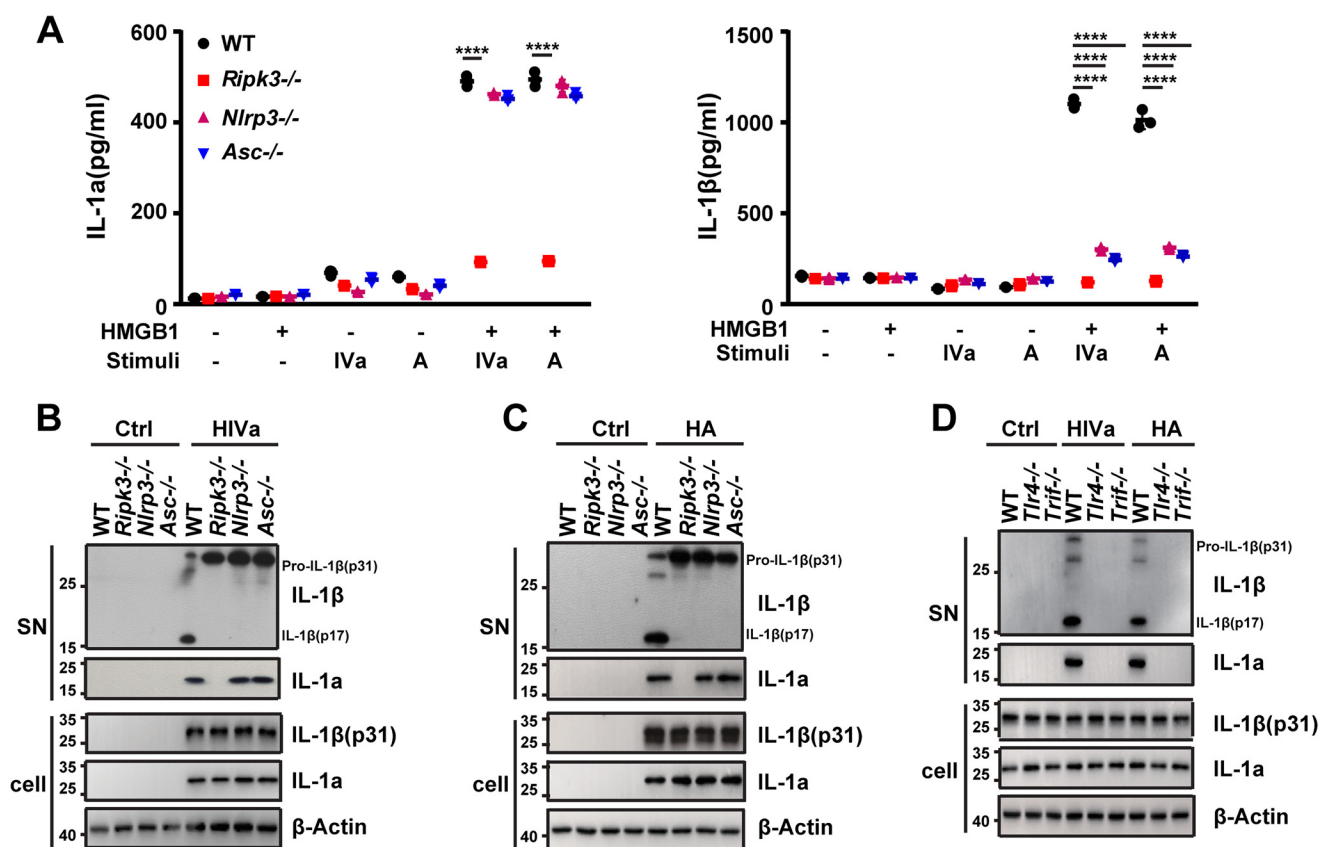 A
IL-1a(pg/ml)
600
400
200
0
WT
Ripk3-/-
Nlrp3-/-
Asc-/-
**** ****
HMGB1 - + - - + +
Stimuli - - IVa A IVa A
IL-1β(pg/ml)
1500
1000
500
0
**** ****
**** ****
**** ****
HMGB1 - + - - + +
Stimuli - - IVa A IVa A
B
Ctrl HIVa
WT Ripk3-/- Nlrp3-/- Asc-/- WT Ripk3-/- Nlrp3-/- Asc-/-
SN
25
15
Pro-IL-1β(p31)
IL-1β
IL-1β(p17)
25
15
IL-1a
cell
35
25
IL-1β(p31)
35
25
IL-1a
40
β-Actin
C
Ctrl HA
WT Ripk3-/- Nlrp3-/- Asc-/- WT Ripk3-/- Nlrp3-/- Asc-/-
SN
25
15
Pro-IL-1β(p31)
IL-1β
IL-1β(p17)
25
15
IL-1a
cell
35
25
IL-1β(p31)
35
25
IL-1a
40
β-Actin
D
Ctrl HIVa HA
WT Tlr4-/- Trif-/- WT Tlr4-/- Trif-/- WT Tlr4-/- Trif-/-
SN
25
15
Pro-IL-1β(p31)
IL-1β
IL-1β(p17)
25
15
IL-1a
cell
35
25
IL-1β(p31)
35
25
IL-1a
40
β-Actin